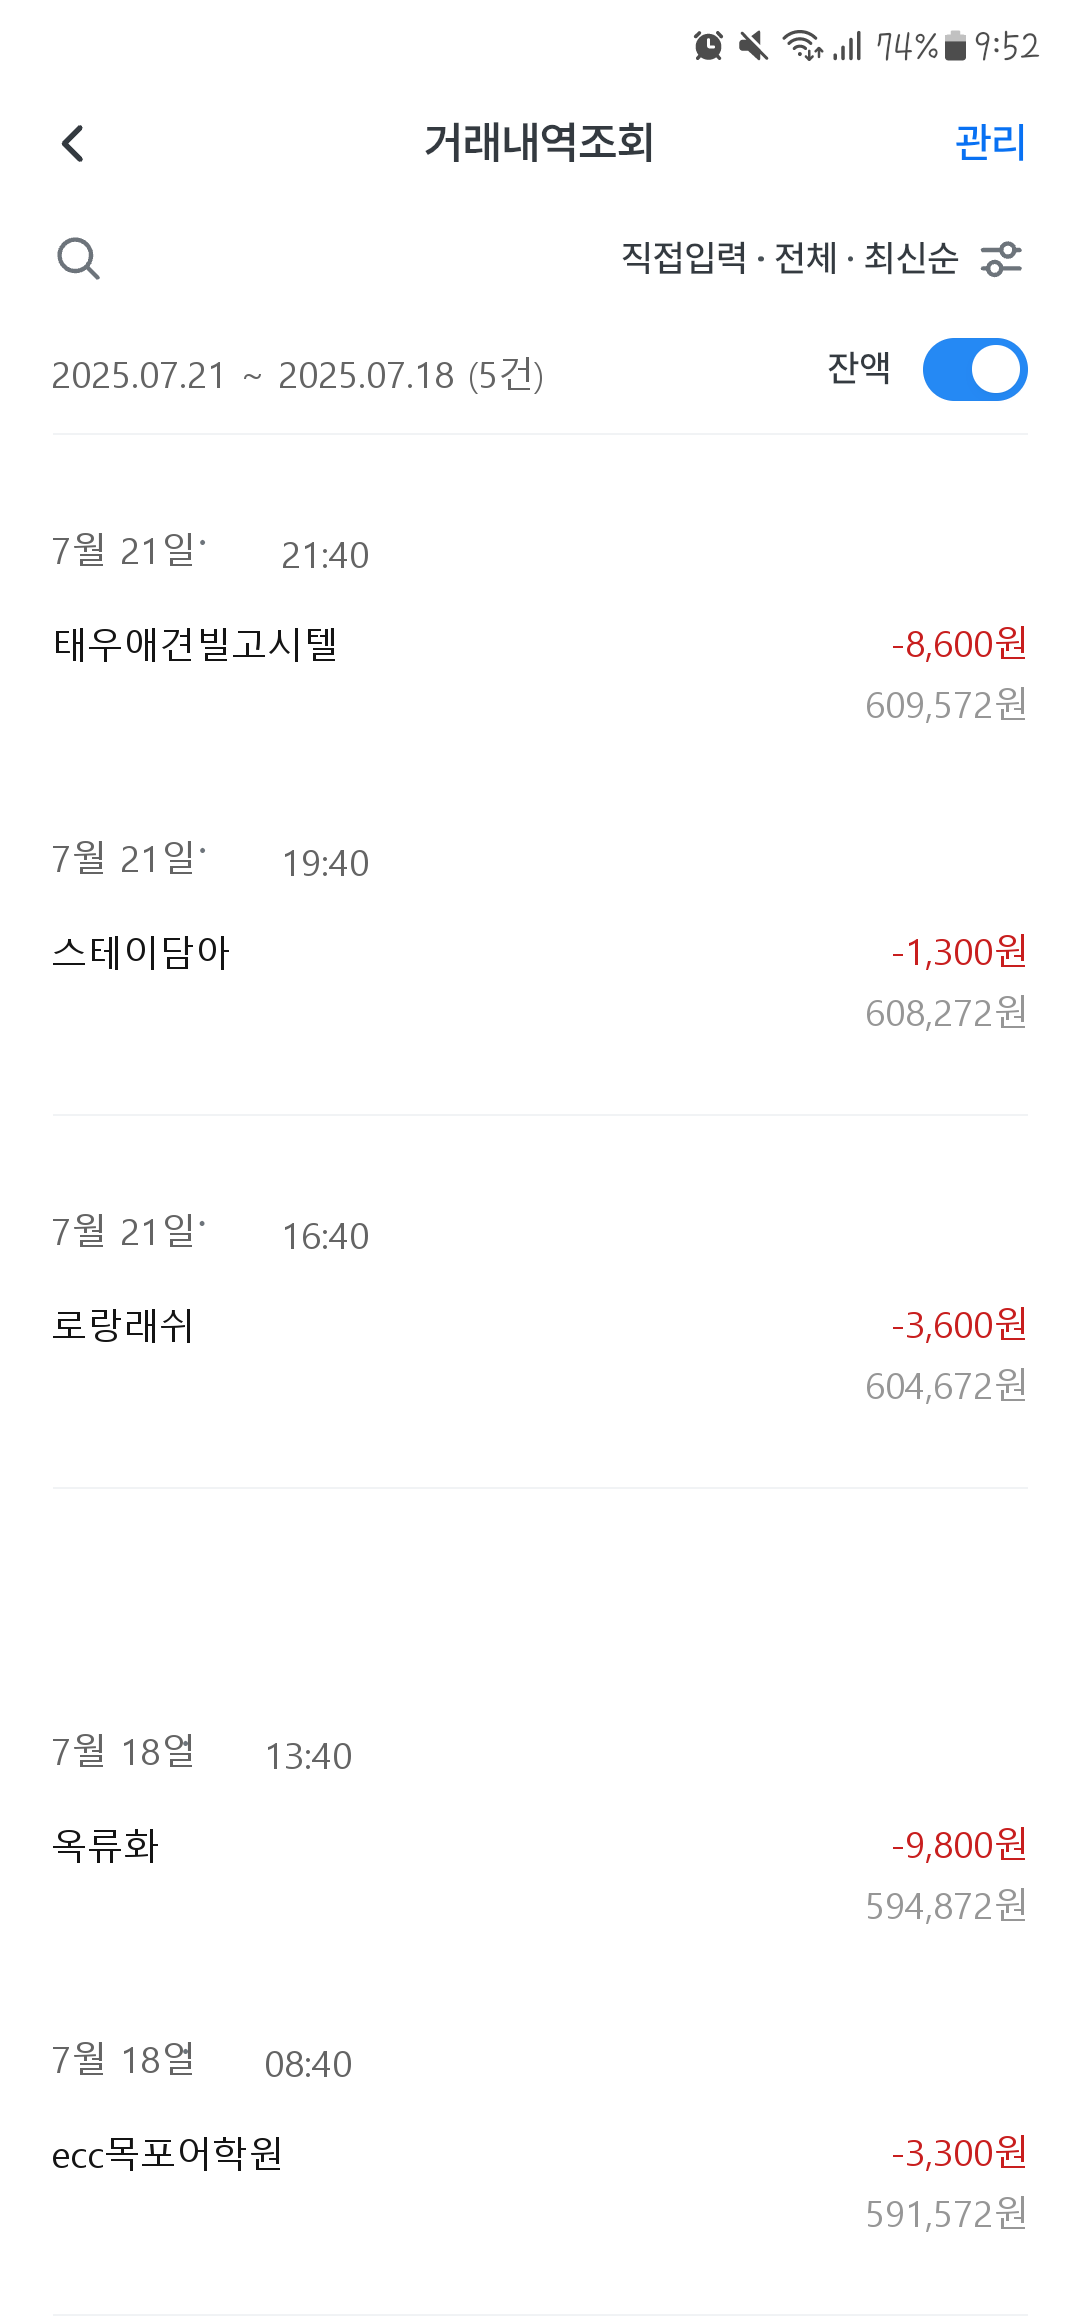 74% 9:52
거래내역조회 관리
직접입력 · 전체 · 최신순
2025.07.21 ~ 2025.07.18 (5건) 잔액
7월 21일· 21:40
태우애견빌고시텔 -8,600원
609,572원
7월 21일· 19:40
스테이담아 -1,300원
608,272원
7월 21일· 16:40
로랑래쉬 -3,600원
604,672원
7월 18일 13:40
옥류화 -9,800원
594,872원
7월 18일 08:40
ecc목포어학원 -3,300원
591,572원